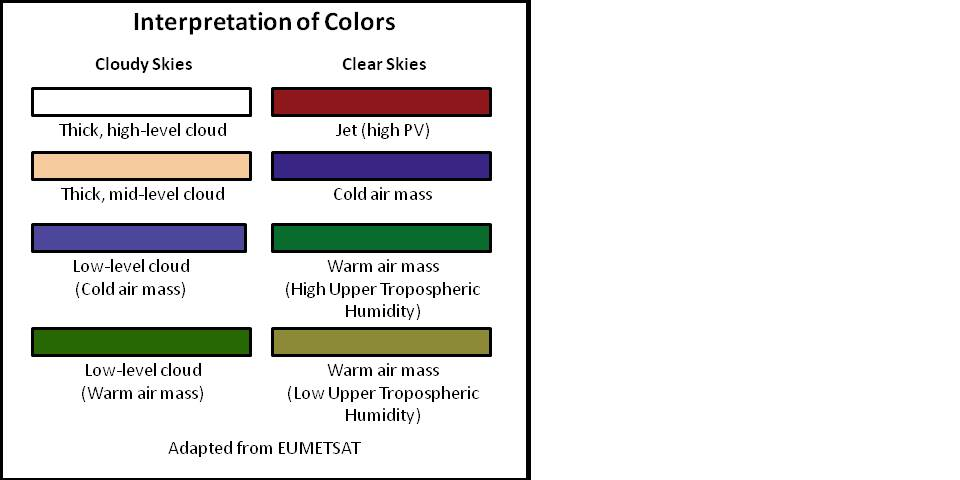 Interpretation of Colors
Cloudy Skies
Thick, high-level cloud
Thick, mid-level cloud
Low-level cloud
(Cold air mass)
Low-level cloud
(Warm air mass)
Clear Skies
Jet (high PV)
Cold air mass
Warm air mass
(High Upper Tropospheric
Humidity)
Warm air mass
(Low Upper Tropospheric
Humidity)
Adapted from EUMETSAT